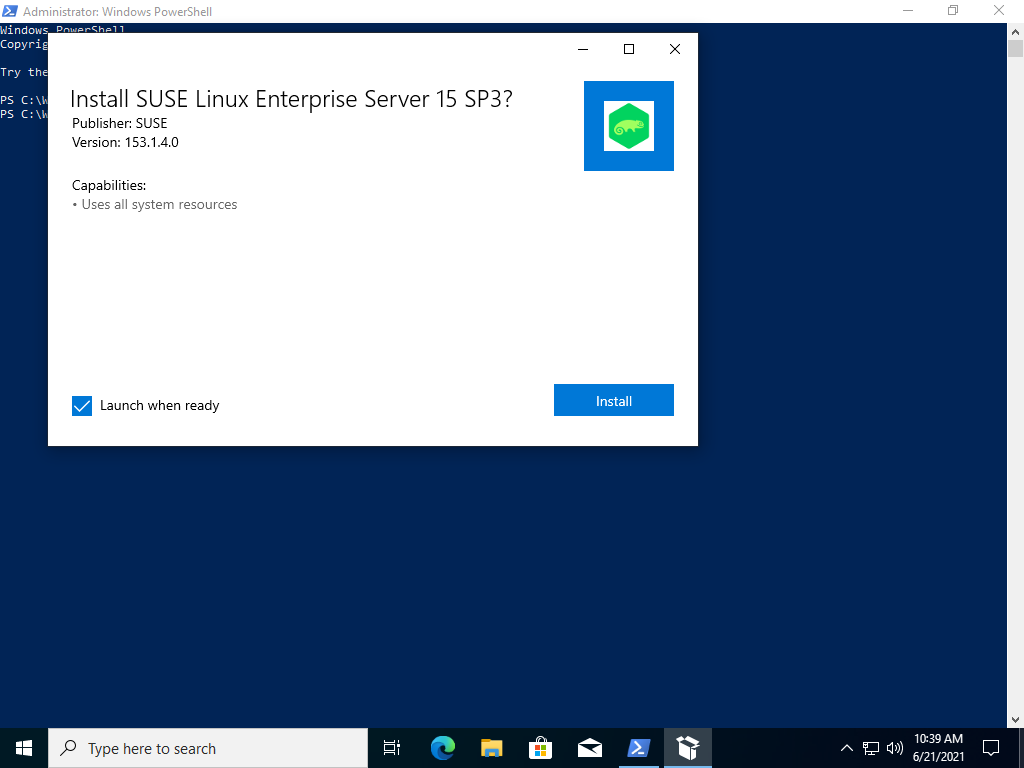 Administrator: Windows PowerShell
Windows PowerShell
Copyrig
Try the
PS C:\W
PS C:\W
Install SUSE Linux Enterprise Server 15 SP3?
Publisher: SUSE
Version: 153.1.4.0
Capabilities:
• Uses all system resources
Launch when ready
Install
Type here to search
10:39 AM
6/21/2021